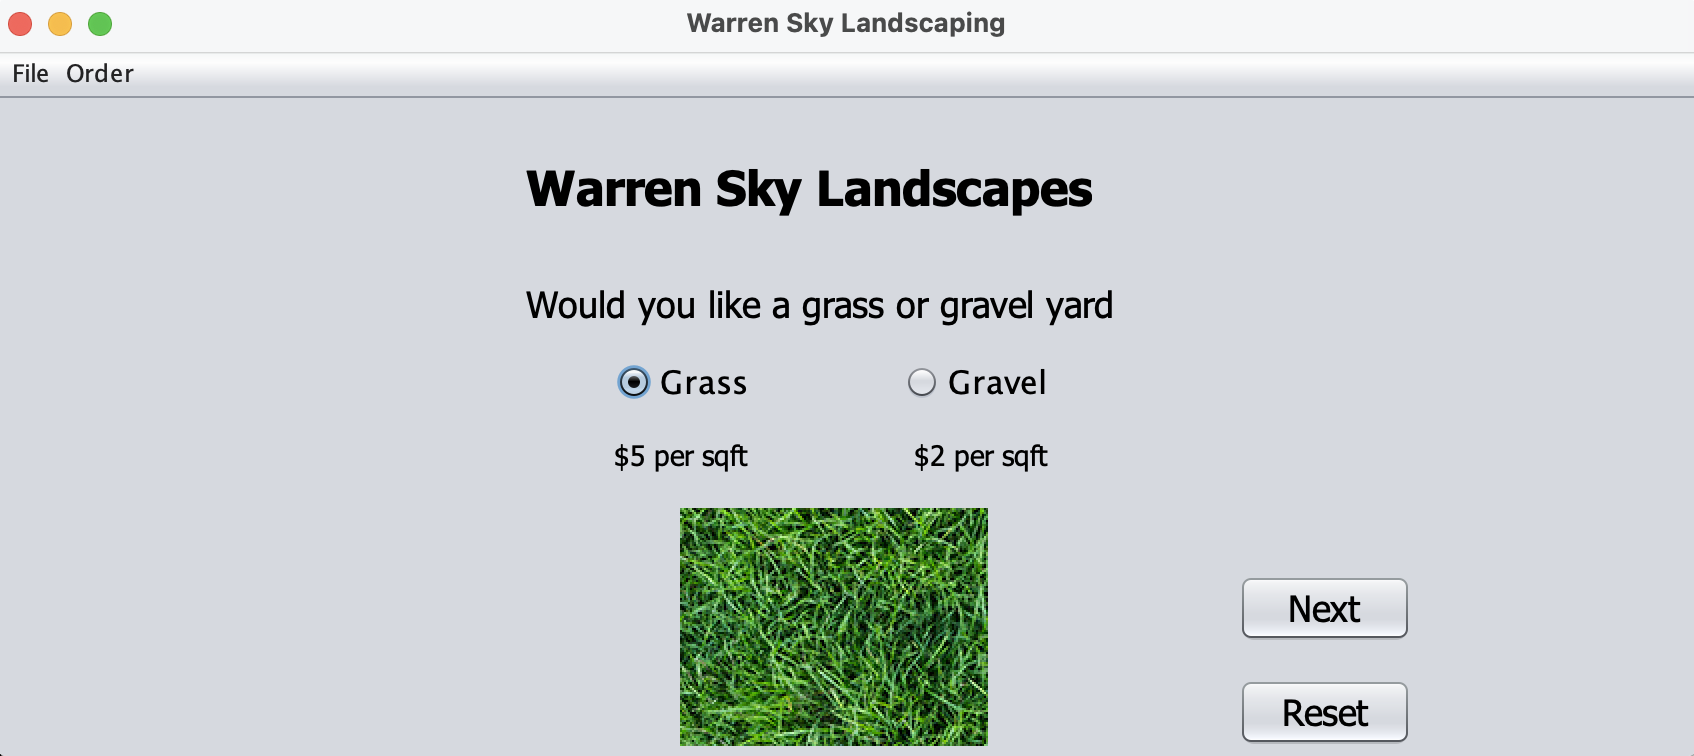 Warren Sky Landscaping
File Order
Warren Sky Landscapes
Would you like a grass or gravel yard
Grass Gravel
$5 per sqft $2 per sqft
Next
Reset